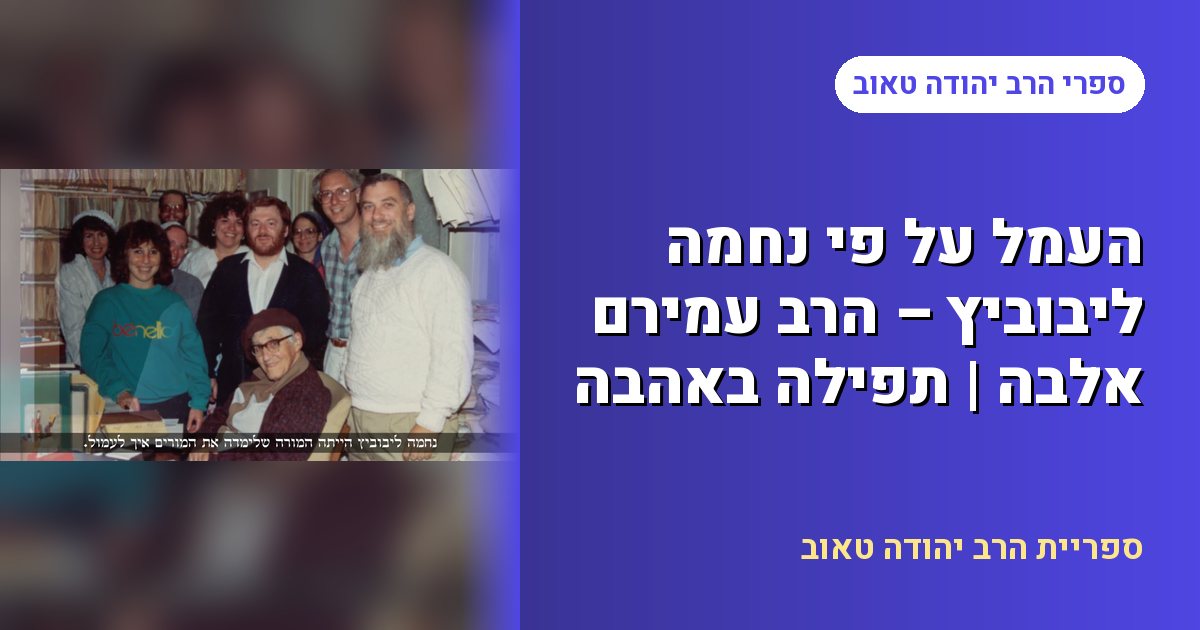 ספרי הרב יהודה טאוב
העמל על פי נחמה
ליבוביץ – הרב עמירם
אלבה | תפילה באהבה
ספריית הרב יהודה טאוב
נחמה ליבוביץ הייתה המורה שלימדה את המורים איך לעמול.
benetto